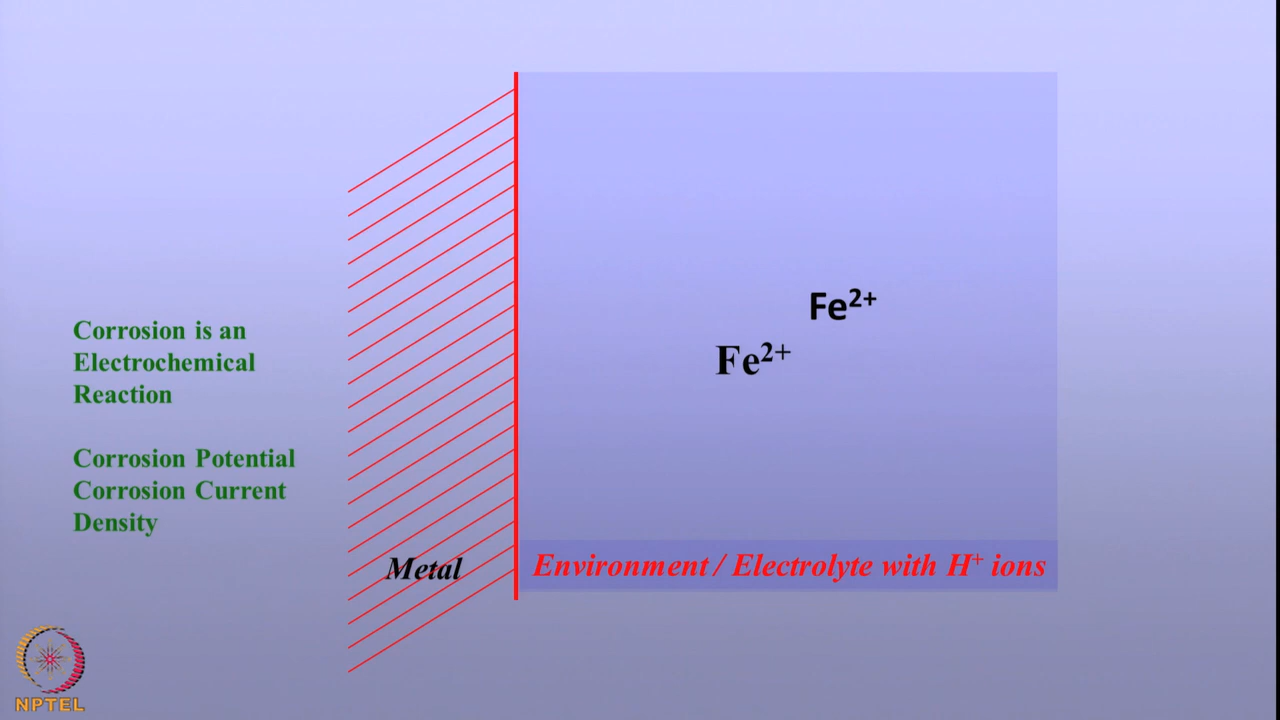 Fe²⁺
Fe²⁺
Corrosion is an
Electrochemical
Reaction
Corrosion Potential
Corrosion Current
Density
Metal
Environment / Electrolyte with H⁺ ions
NPTEL